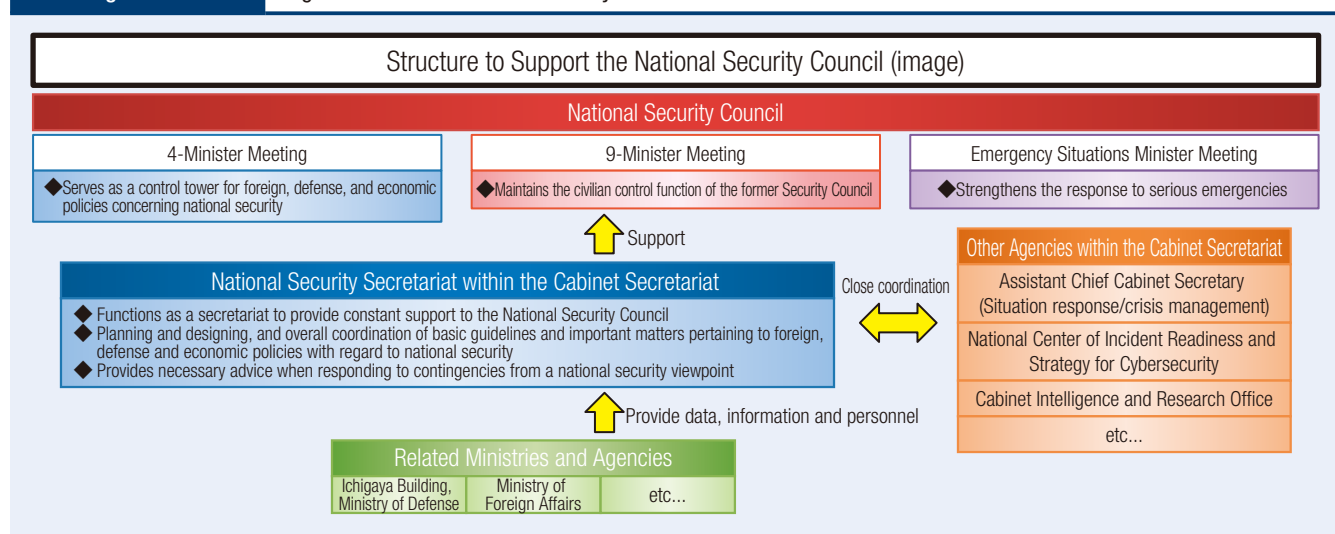 Structure to Support the National Security Council (image)
National Security Council
4-Minister Meeting
◆Serves as a control tower for foreign, defense, and economic
policies concerning national security
9-Minister Meeting
◆Maintains the civilian control function of the former Security Council
Emergency Situations Minister Meeting
◆Strengthens the response to serious emergencies
Support
National Security Secretariat within the Cabinet Secretariat
◆ Functions as a secretariat to provide constant support to the National Security Council
◆ Planning and designing, and overall coordination of basic guidelines and important matters pertaining to foreign,
defense and economic policies with regard to national security
◆ Provides necessary advice when responding to contingencies from a national security viewpoint
Close coordination
Other Agencies within the Cabinet Secretariat
Assistant Chief Cabinet Secretary
(Situation response/crisis management)
National Center of Incident Readiness and
Strategy for Cybersecurity
Cabinet Intelligence and Research Office
etc...
Provide data, information and personnel
Related Ministries and Agencies
Ichigaya Building,
Ministry of Defense
Ministry of
Foreign Affairs
etc...